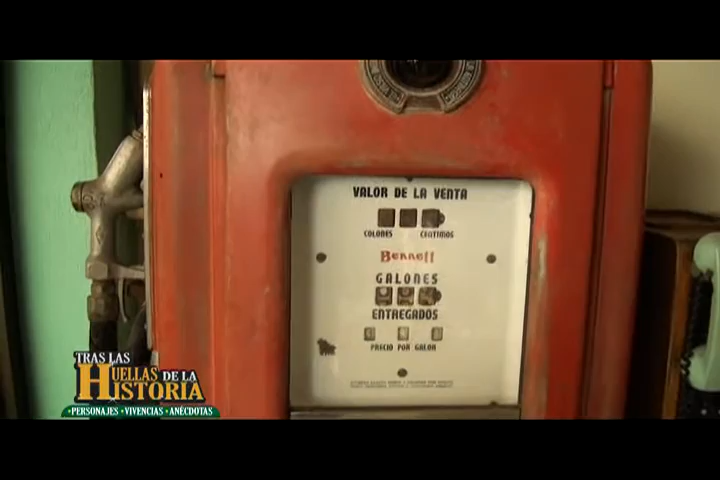 VALOR DE LA VENTA
COLONES CENTIMOS
Bennett
GALONES
ENTREGADOS
PRECIO POR GALON
TRAS LAS
HUELLAS DE LA
HISTORIA
PERSONAJES • VIVENCIAS • ANÉCDOTAS